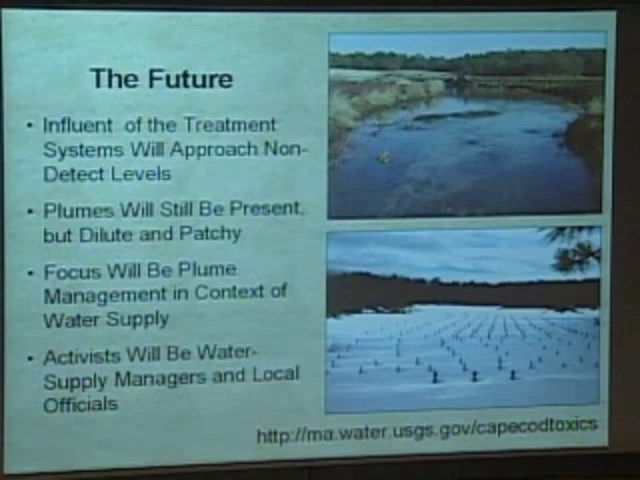 The Future
• Influent of the Treatment
Systems Will Approach Non-
Detect Levels
• Plumes Will Still Be Present,
but Dilute and Patchy
• Focus Will Be Plume
Management in Context of
Water Supply
• Activists Will Be Water-
Supply Managers and Local
Officials
http://ma.water.usgs.gov/capecodtoxics